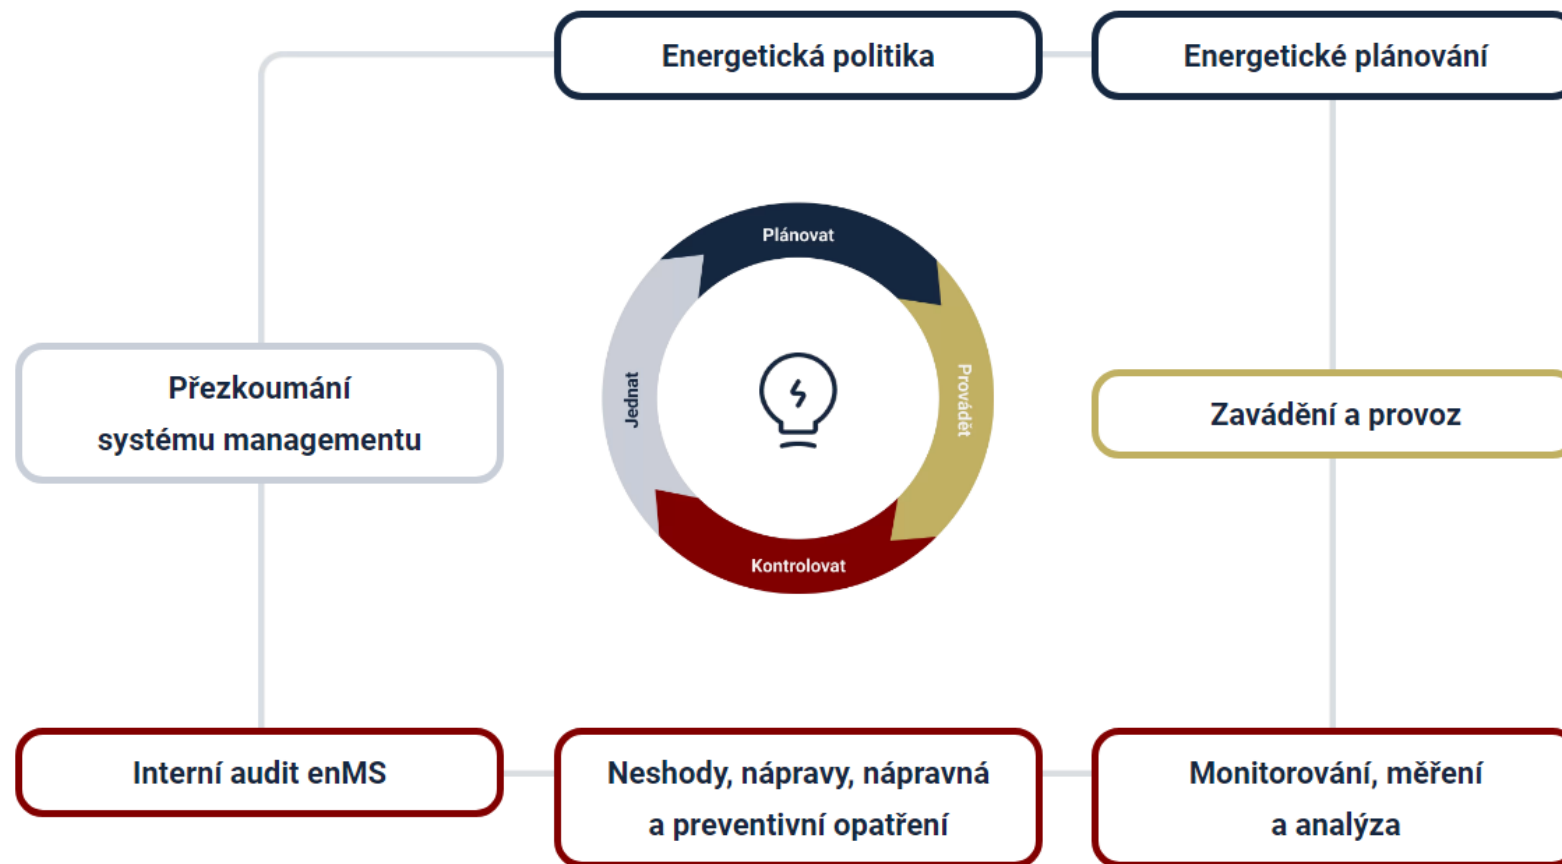 Energetická politika
Energetické plánování
Plánovat
Jednat
Provádět
Přezkoumání
systému managementu
Zavádění a provoz
Kontrolovat
Interní audit enMS
Neshody, nápravy, nápravná
a preventivní opatření
Monitorování, měření
a analýza